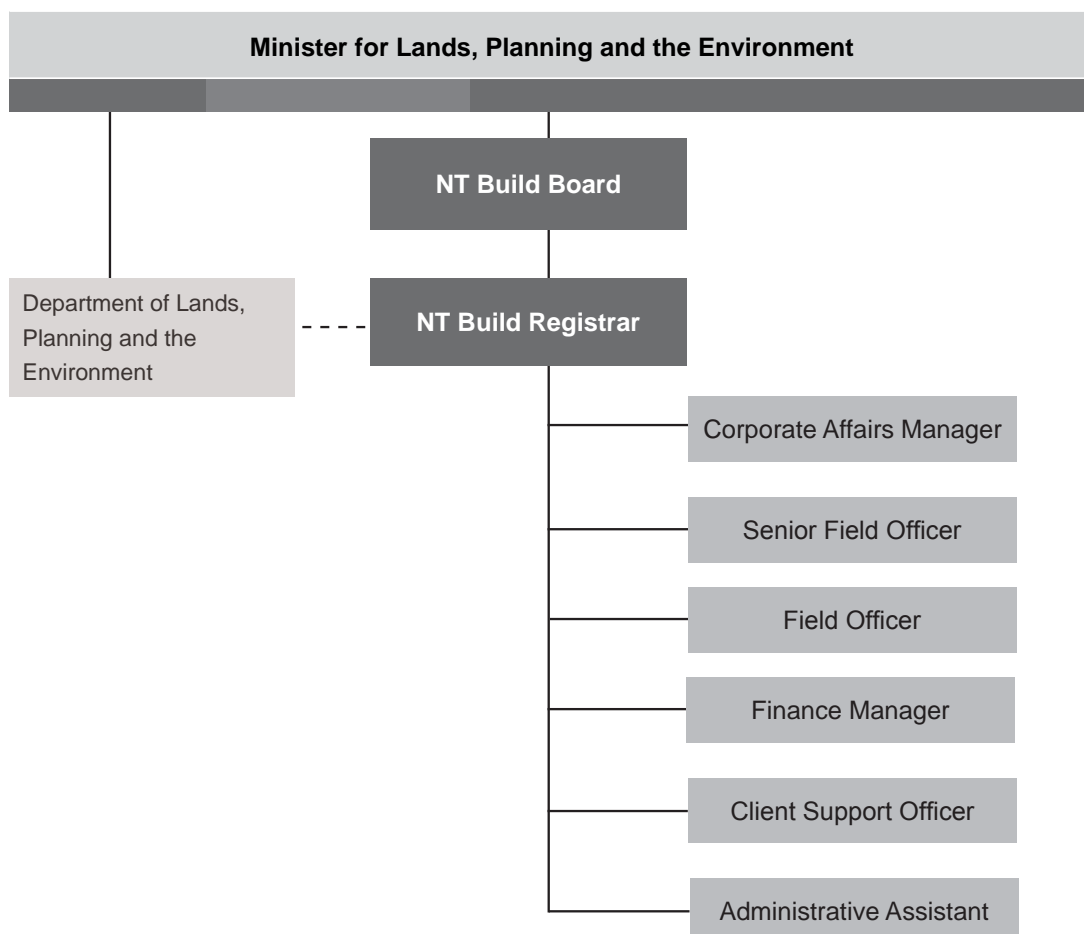 Minister for Lands, Planning and the Environment
NT Build Board
Department of Lands,
Planning and the
Environment
NT Build Registrar
Corporate Affairs Manager
Senior Field Officer
Field Officer
Finance Manager
Client Support Officer
Administrative Assistant